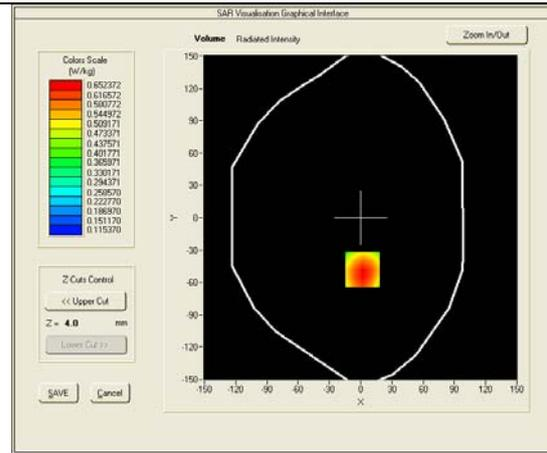 SAR Visualisation Graphical Interface
Volume Radiated Intensity
Zoom In/Out
Colors Scale
(W/kg)
0.652372
0.616572
0.580772
0.544972
0.509171
0.473371
0.437571
0.401771
0.365971
0.330171
0.294371
0.258570
0.222770
0.186970
0.151170
0.115370
150
120
90
60
30
0
-30
-60
-90
-120
-150
Y
-150 -120 -90 -60 -30 0 30 60 90 120 150
X
Z Cuts Control
<< Upper Cut
Z = 4.0 mm
Lower Cut >>
SAVE
Cancel